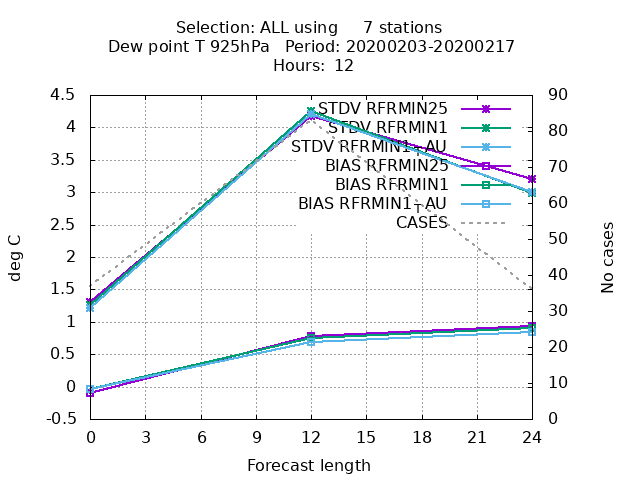 Selection: ALL using     7 stations
Dew point T 925hPa   Period: 20200203-20200217
Hours:  12
4.5
4
3.5
3
2.5
2
1.5
1
0.5
0
-0.5
deg C
STDV RFRMIN25
STDV RFRMIN1
STDV RFRMIN1_AU
BIAS RFRMIN25
BIAS RFRMIN1
BIAS RFRMIN1_AU
CASES
90
80
70
60
50
40
30
20
10
0
No cases
0 3 6 9 12 15 18 21 24
Forecast length